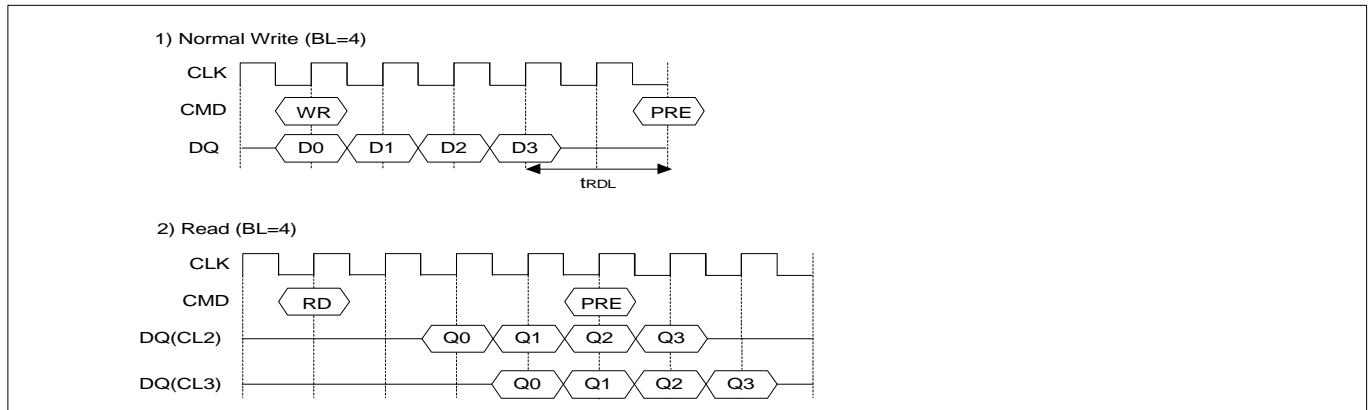 1) Normal Write (BL=4)
CLK
CMD WR PRE
DQ D0 D1 D2 D3
tRDL
2) Read (BL=4)
CLK
CMD RD PRE
DQ(CL2) Q0 Q1 Q2 Q3
DQ(CL3) Q0 Q1 Q2 Q3